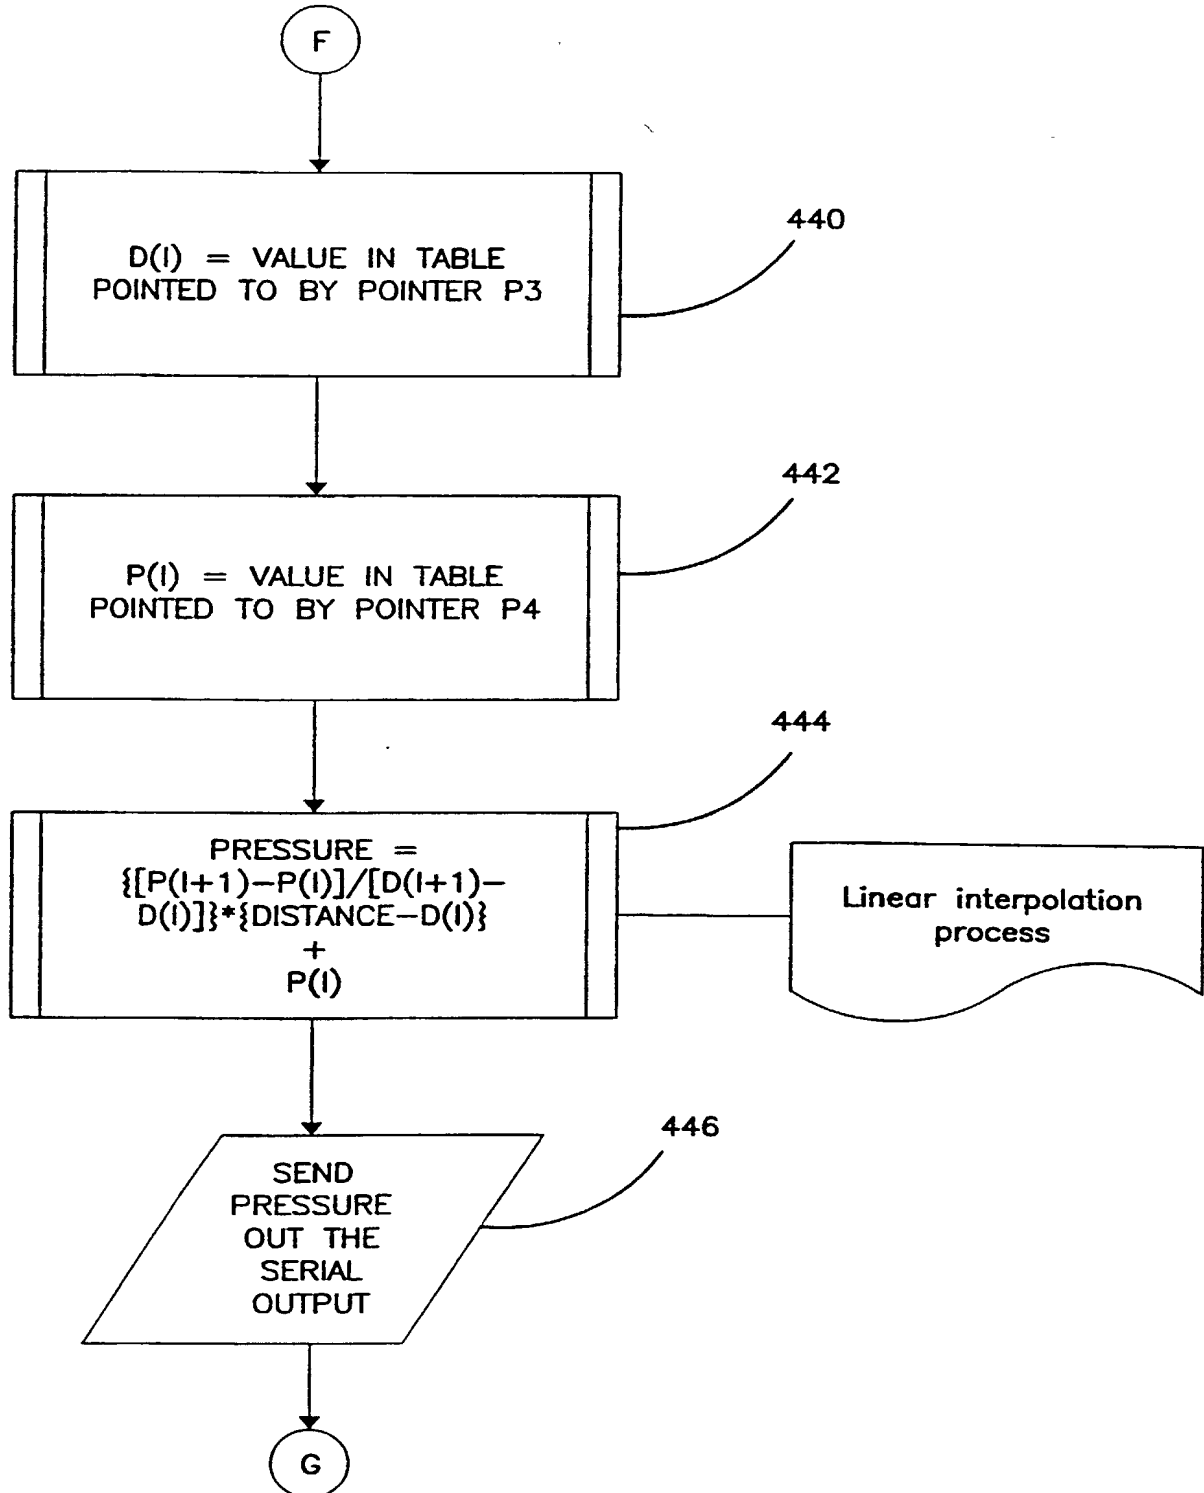 F
D(I) = VALUE IN TABLE
POINTED TO BY POINTER P3
440
P(I) = VALUE IN TABLE
POINTED TO BY POINTER P4
442
444
PRESSURE =
{[P(I+1)-P(I)]/[D(I+1)-
D(I)]}*{DISTANCE-D(I)}
+
P(I)
Linear interpolation
process
446
SEND
PRESSURE
OUT THE
SERIAL
OUTPUT
G